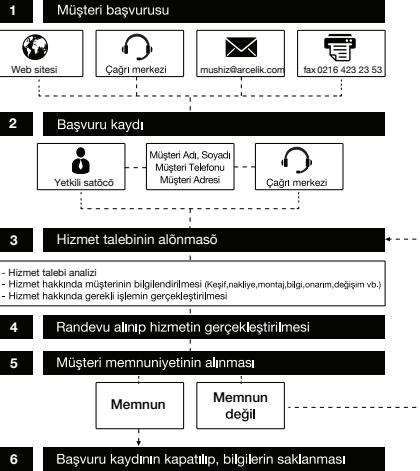 1 Müşteri başvurusu
Web sitesi
Çağrı merkezi
mushiz@arcelik.com
fax 0216 423 23 53
2 Başvuru kaydı
Yetkili satõcõ
Müşteri Adı, Soyadı
Müşteri Telefonu
Müşteri Adresi
Çağrı merkezi
3 Hizmet talebinin alõnmasõ
- Hizmet talebi analizi
- Hizmet hakkında müşterinin bilgilendirilmesi (Keşif,nakliye,montaj,bilgi,onarım,değişim vb.)
- Hizmet hakkında gerekli işlemin gerçekleştirilmesi
4 Randevu alınıp hizmetin gerçekleştirilmesi
5 Müşteri memnuniyetinin alınması
Memnun
Memnun
değil
6 Başvuru kaydının kapatılıp, bilgilerin saklanması